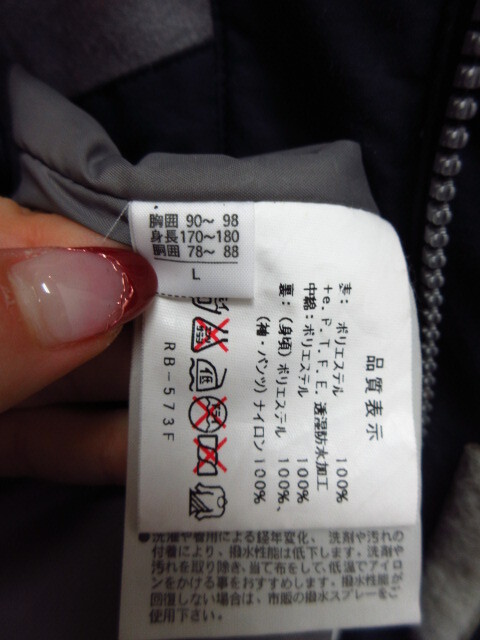 胸囲 90～ 98
身長170～180
胴囲 78～ 88
L
品質表示
表： ポリエステル 100%
te. P. T. F. E. 透湿防水加工
中綿：ポリエステル 100%
裏：(身頃) ポリエステル 100%、
(袖・パンツ) ナイロン 100%
RB-573F
●洗濯や着用による経年変化、洗剤や汚れの
付着により、撥水性能は低下します。洗剤や
汚れを取り除き、当て布をして、低温でアイロ
ンをかける事をおすすめします。撥水性能が
回復しない場合は、市販の撥水スプレーをご
使用下さい。